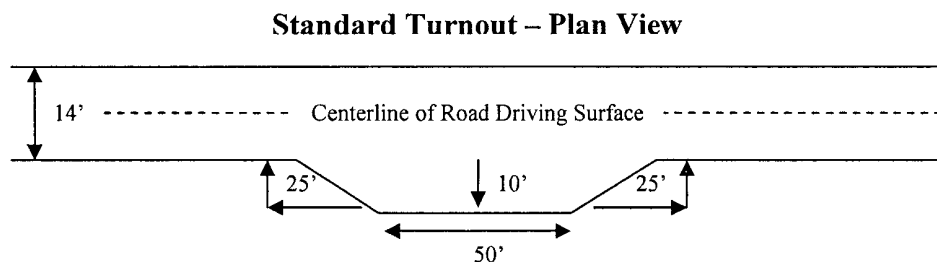 Standard Turnout – Plan View
14’ Centerline of Road Driving Surface
25’ 10’ 25’
50’